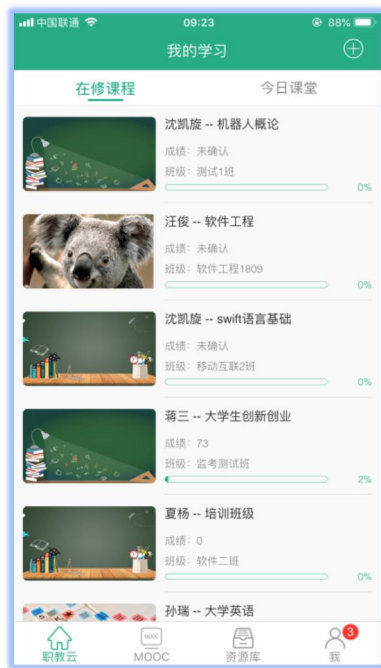 中国联通 09:23 88%
我的学习
在修课程 今日课堂
沈凯旋 -- 机器人概论
成绩：未确认
班级：测试1班
0%
汪俊 -- 软件工程
成绩：未确认
班级：软件工程1809
0%
沈凯旋 -- swift语言基础
成绩：未确认
班级：移动互联2班
0%
蒋三 -- 大学生创新创业
成绩：73
班级：监考测试班
2%
夏杨 -- 培训班级
成绩：0
班级：软件二班
0%
孙瑞 -- 大学英语
3
职教云 MOOC 资源库 我